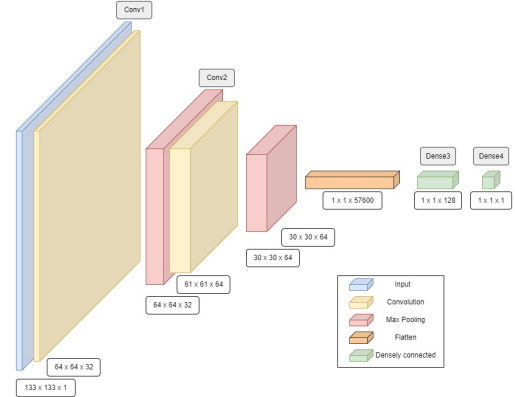 Conv1
Conv2
Dense3
Dense4
1 x 1 x 57600
1 x 1 x 128
1 x 1 x 1
30 x 30 x 64
30 x 30 x 64
61 x 61 x 64
64 x 64 x 32
64 x 64 x 32
133 x 133 x 1
Input
Convolution
Max Pooling
Flatten
Densely connected